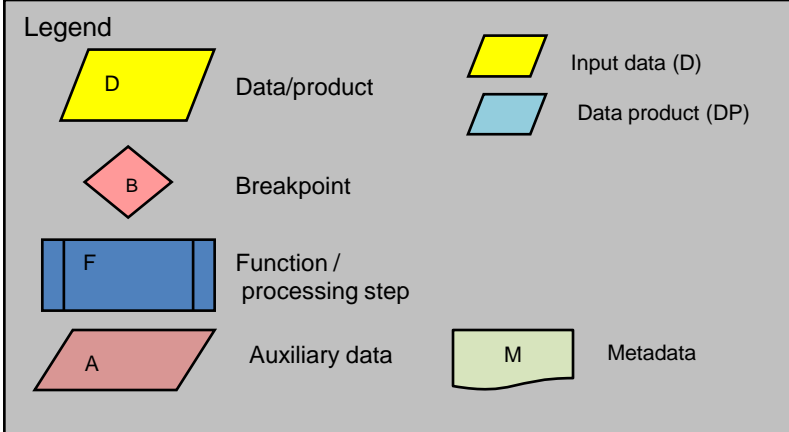 Legend
D
Data/product
Input data (D)
Data product (DP)
B
Breakpoint
F
Function /
processing step
A
Auxiliary data
M
Metadata